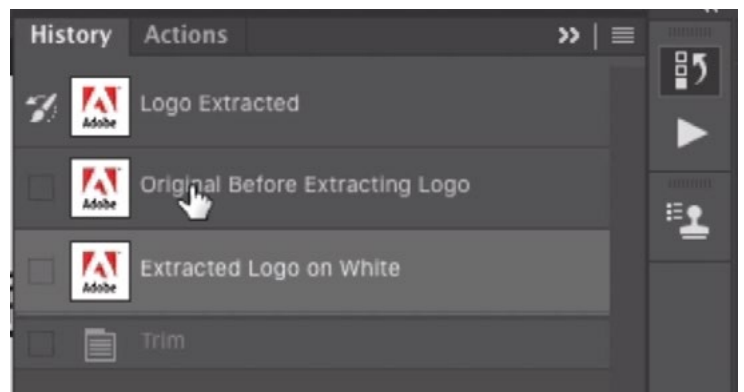 History Actions
Adobe Logo Extracted
Adobe Original Before Extracting Logo
Adobe Extracted Logo on White
Trim